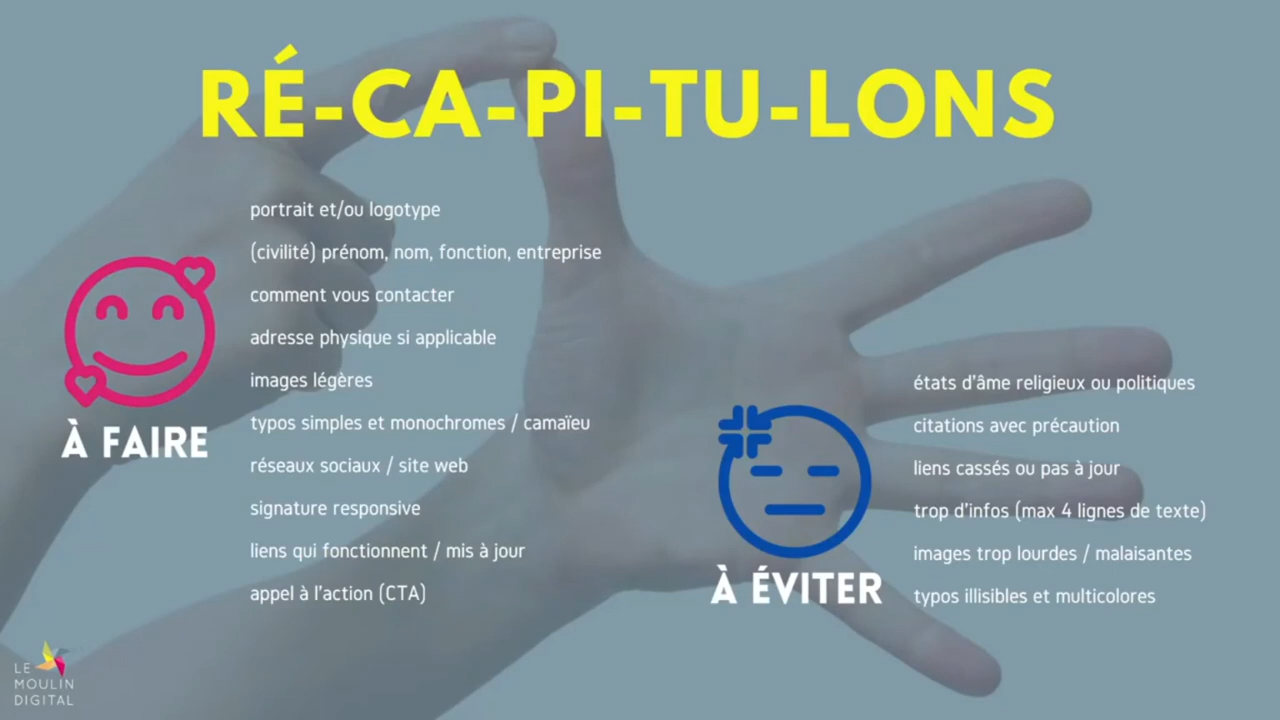 RÉ-CA-PI-TU-LONS
portrait et/ou logotype
(civilité) prénom, nom, fonction, entreprise
comment vous contacter
adresse physique si applicable
images légères
typos simples et monochromes / camaïeu
réseaux sociaux / site web
signature responsive
liens qui fonctionnent / mis à jour
appel à l'action (CTA)
À FAIRE
états d'âme religieux ou politiques
citations avec précaution
liens cassés ou pas à jour
trop d'infos (max 4 lignes de texte)
images trop lourdes / malaisantes
typos illisibles et multicolores
À ÉVITER
LE
MOULIN
DIGITAL